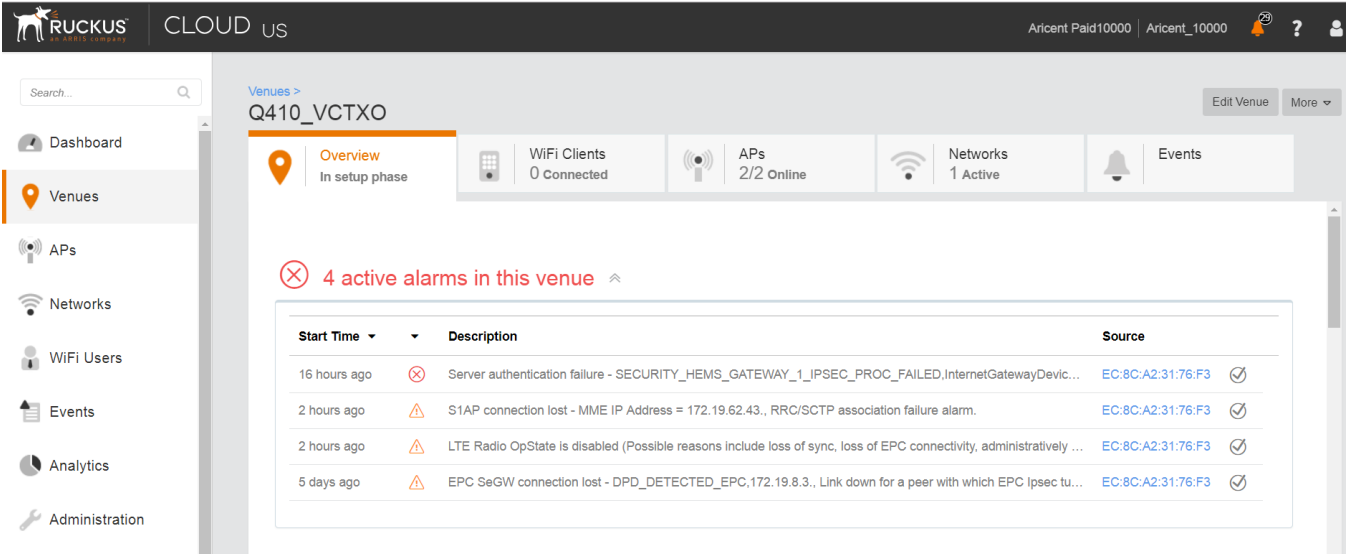 RUCKUS
an ARRIS company
CLOUD US
Aricent Paid10000 Aricent_10000 29 ?
Search...
Dashboard
Venues
APs
Networks
WiFi Users
Events
Analytics
Administration
Venues >
Q410_VCTXO
Edit Venue More
Overview
In setup phase
WiFi Clients
0 Connected
APs
2/2 Online
Networks
1 Active
Events
4 active alarms in this venue
Start Time Description Source
16 hours ago Server authentication failure - SECURITY_HEMS_GATEWAY_1_IPSEC_PROC_FAILED,InternetGatewayDevic... EC:8C:A2:31:76:F3
2 hours ago S1AP connection lost - MME IP Address = 172.19.62.43., RRC/SCTP association failure alarm. EC:8C:A2:31:76:F3
2 hours ago LTE Radio OpState is disabled (Possible reasons include loss of sync, loss of EPC connectivity, administratively ... EC:8C:A2:31:76:F3
5 days ago EPC SeGW connection lost - DPD_DETECTED_EPC,172.19.8.3., Link down for a peer with which EPC Ipsec tu... EC:8C:A2:31:76:F3